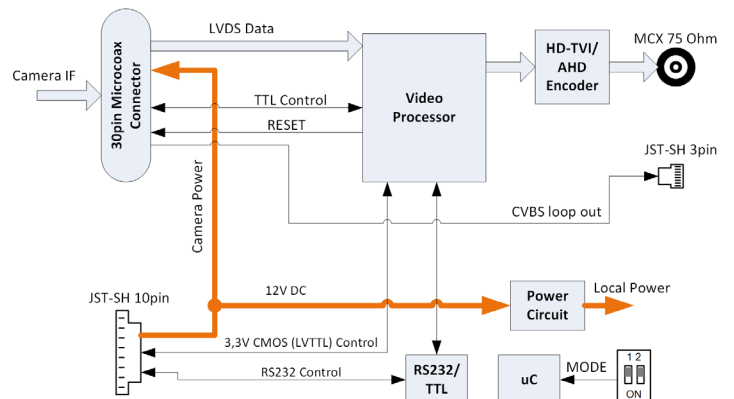 LVDS Data
Camera IF
30pin Microcoax
Connector
TTL Control
RESET
Video
Processor
HD-TVI/
AHD
Encoder
MCX 75 Ohm
JST-SH 3pin
CVBS loop out
Camera Power
12V DC
JST-SH 10pin
Power
Circuit
Local Power
3,3V CMOS (LVTTL) Control
RS232 Control
RS232/
TTL
uC
MODE
1 2
ON